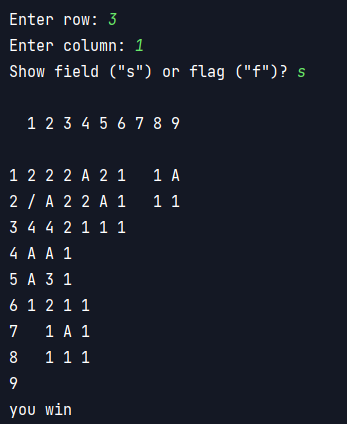 Enter row: 3
Enter column: 1
Show field ("s") or flag ("f")? s
  1 2 3 4 5 6 7 8 9
1 2 2 2 A 2 1   1 A
2 / A 2 2 A 1   1 1
3 4 4 2 1 1 1
4 A A 1
5 A 3 1
6 1 2 1 1
7   1 A 1
8   1 1 1
9
you win